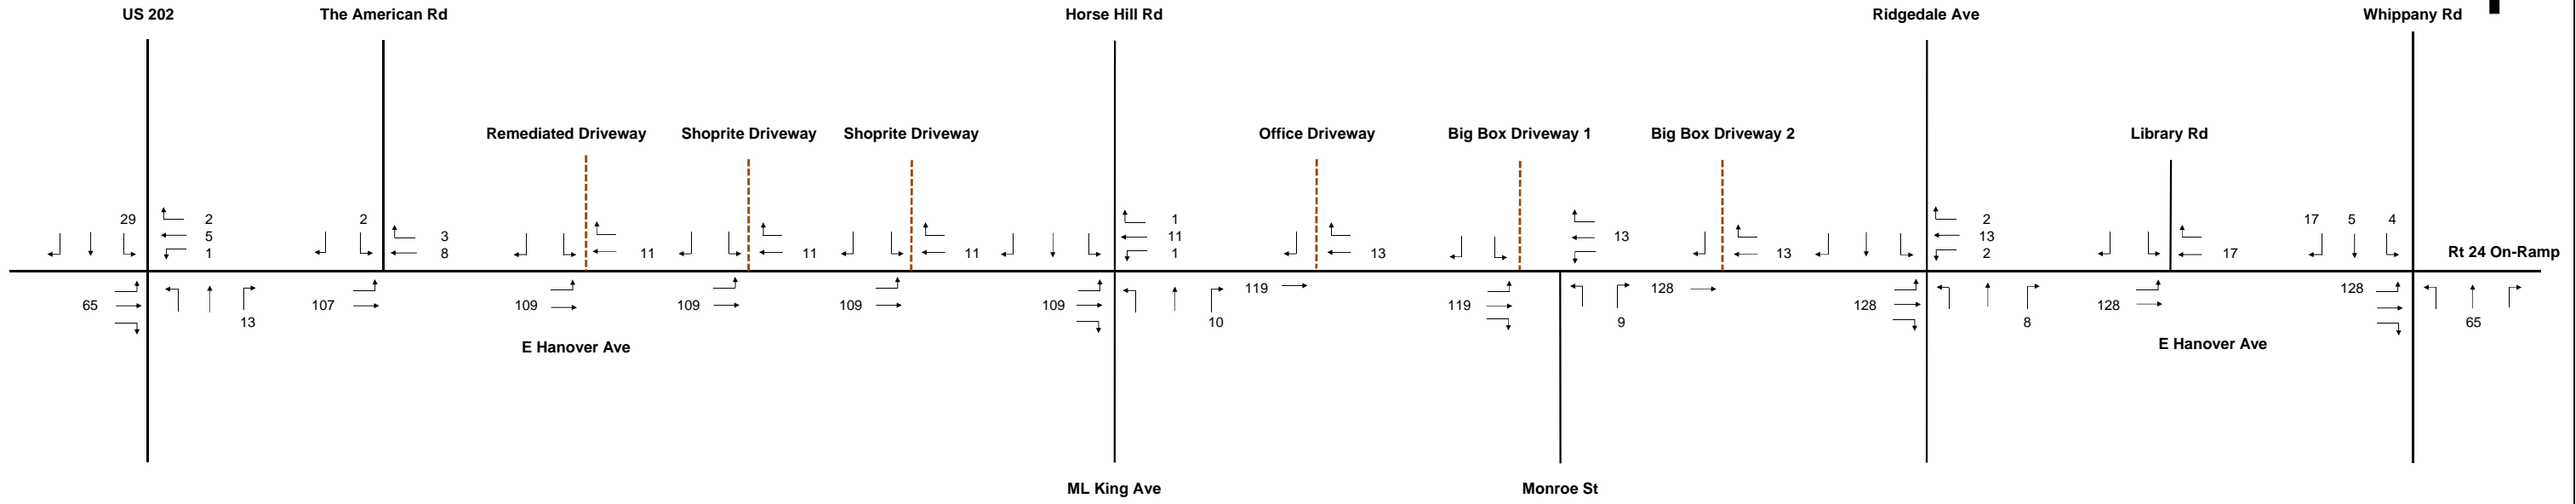 US 202 The American Rd Horse Hill Rd Ridgedale Ave Whippany Rd
Remediated Driveway Shoprite Driveway Shoprite Driveway Office Driveway Big Box Driveway 1 Big Box Driveway 2 Library Rd
29 2 2 1 2 17 5 4
5 3 11 13 13
1 8 11 11 11 1 13 13 2 17 Rt 24 On-Ramp
119 128 128
65 107 109 109 109 109 119 128 128
13 10 9 8 65
E Hanover Ave E Hanover Ave
ML King Ave Monroe St